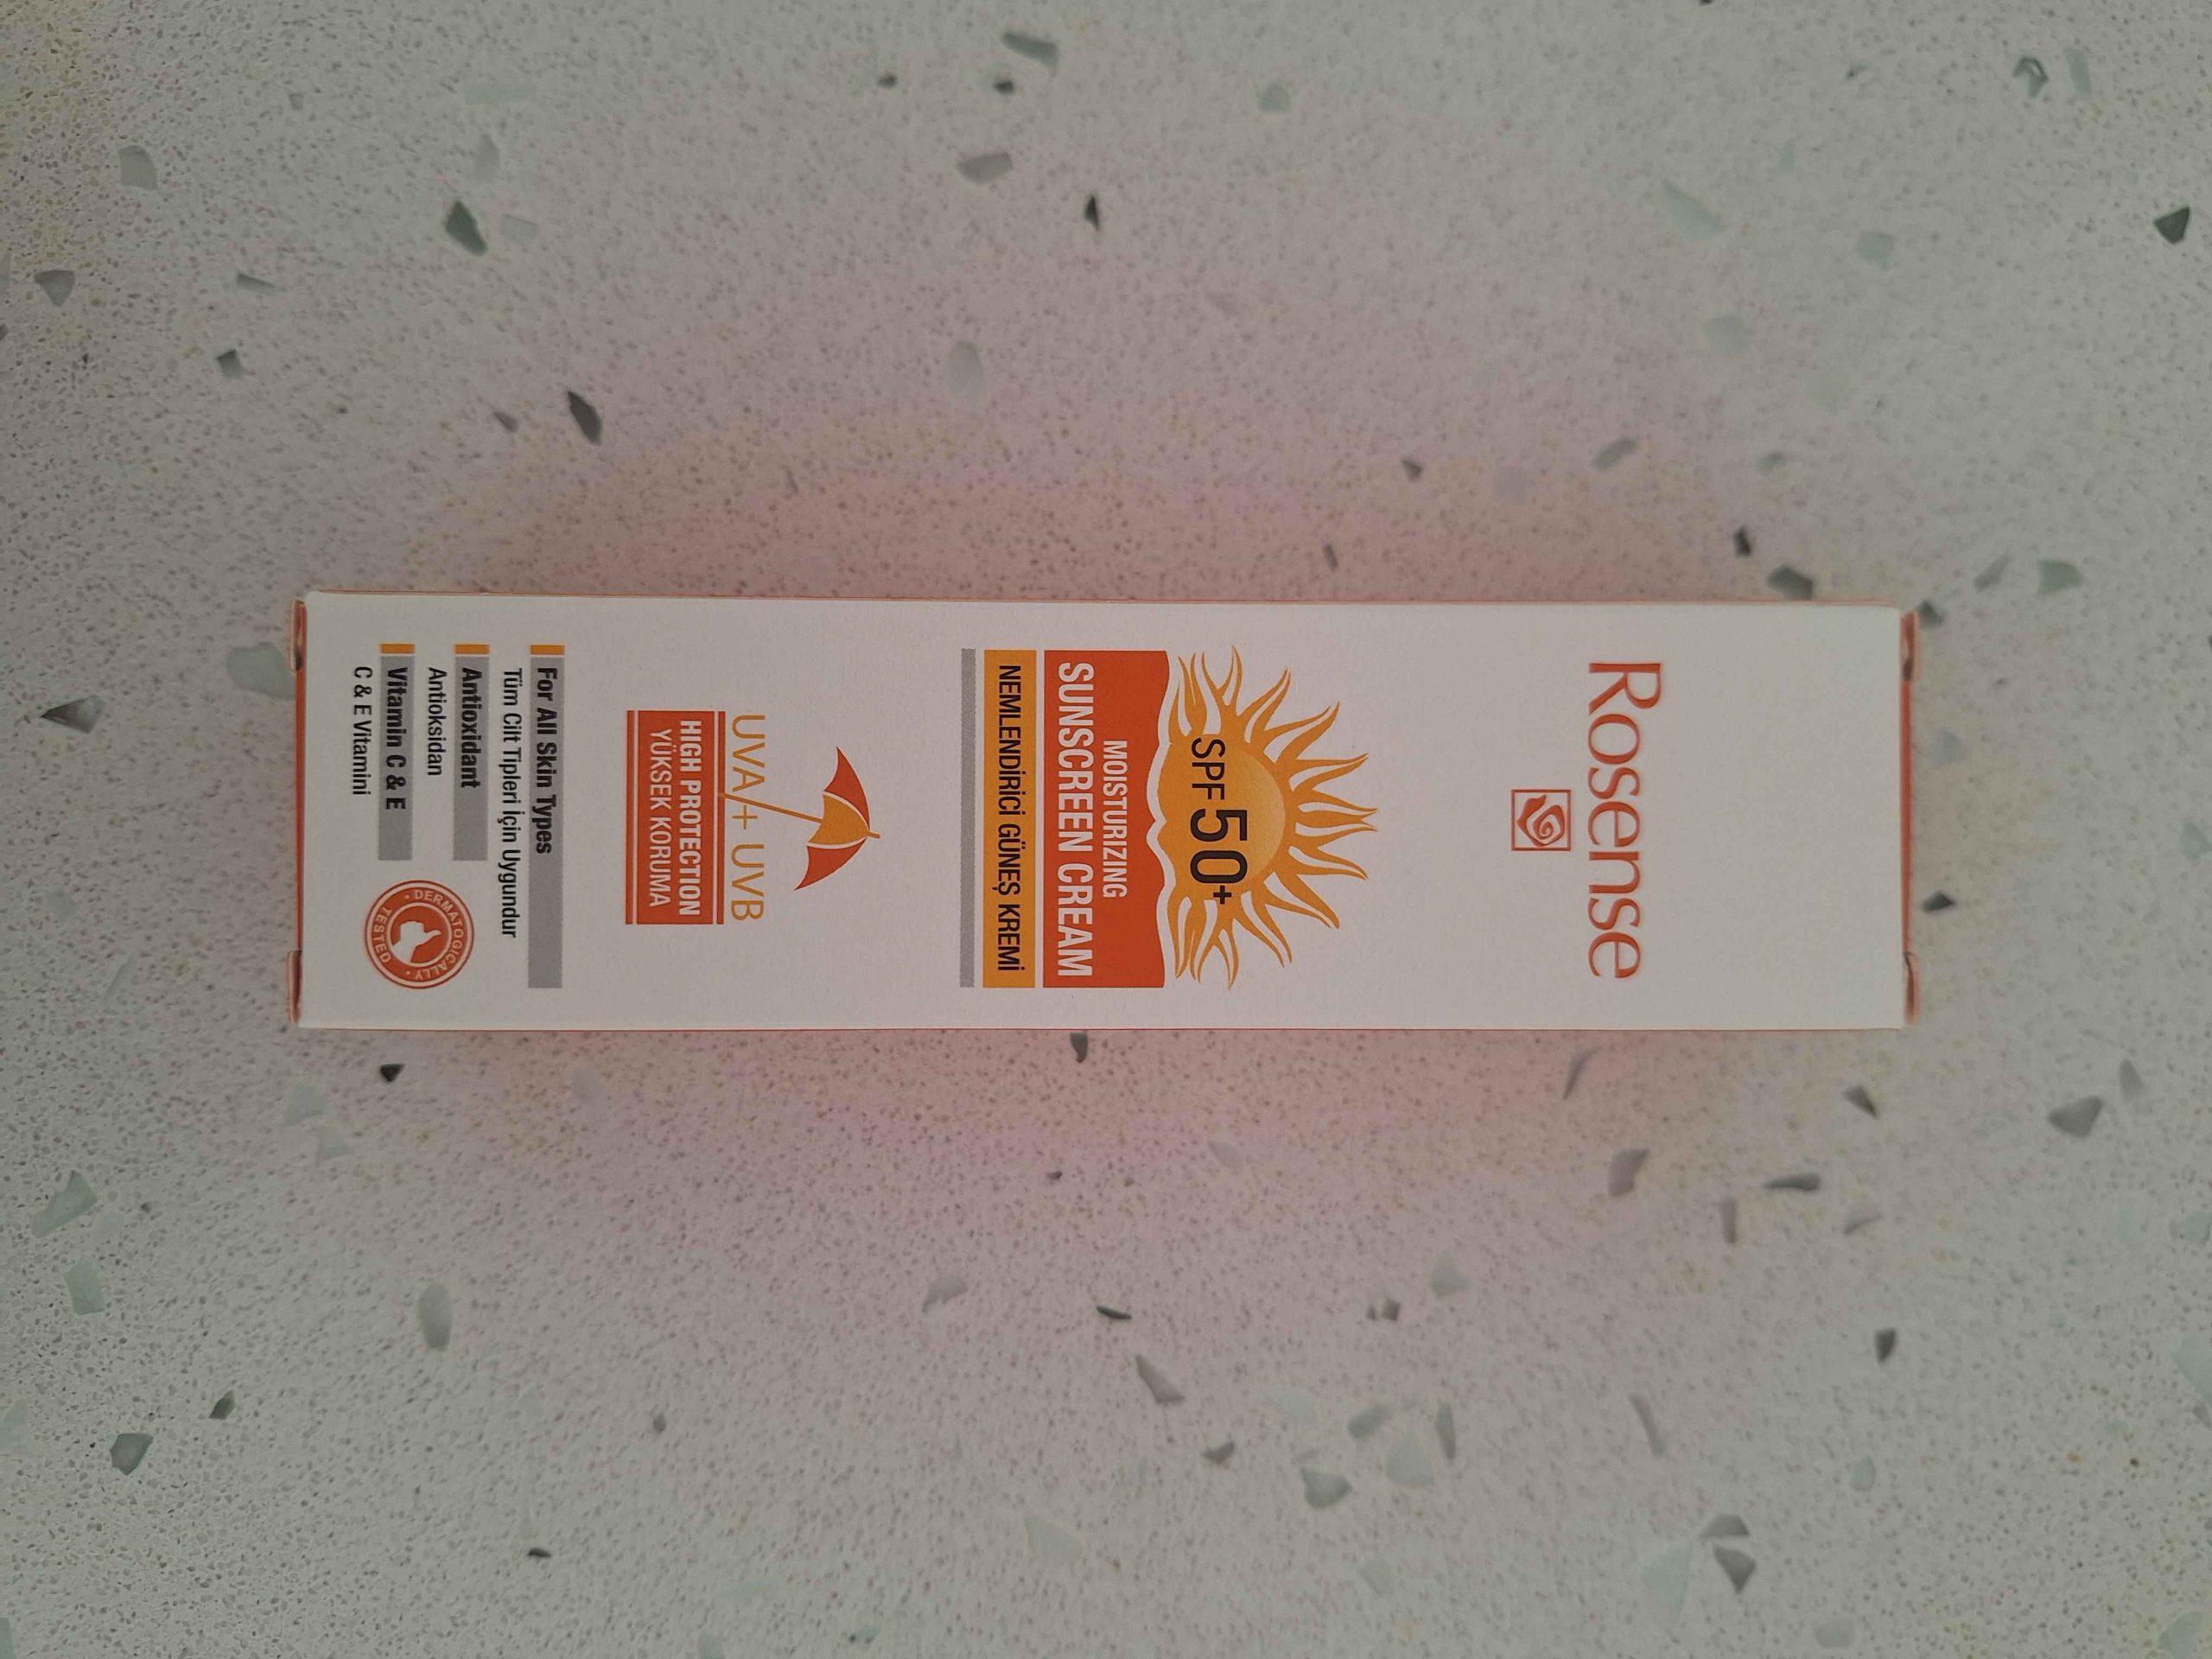 Rosense
SPF 50+
MOISTURIZING
SUNSCREEN CREAM
NEMLENDİRİCİ GÜNEŞ KREMİ
UVA+ UVB
HIGH PROTECTION
YÜKSEK KORUMA
For All Skin Types
Tüm Cilt Tipleri İçin Uygundur
Antioxidant
Antioksidan
Vitamin C & E
C & E Vitamini
DERMATOGICALLY
TESTED